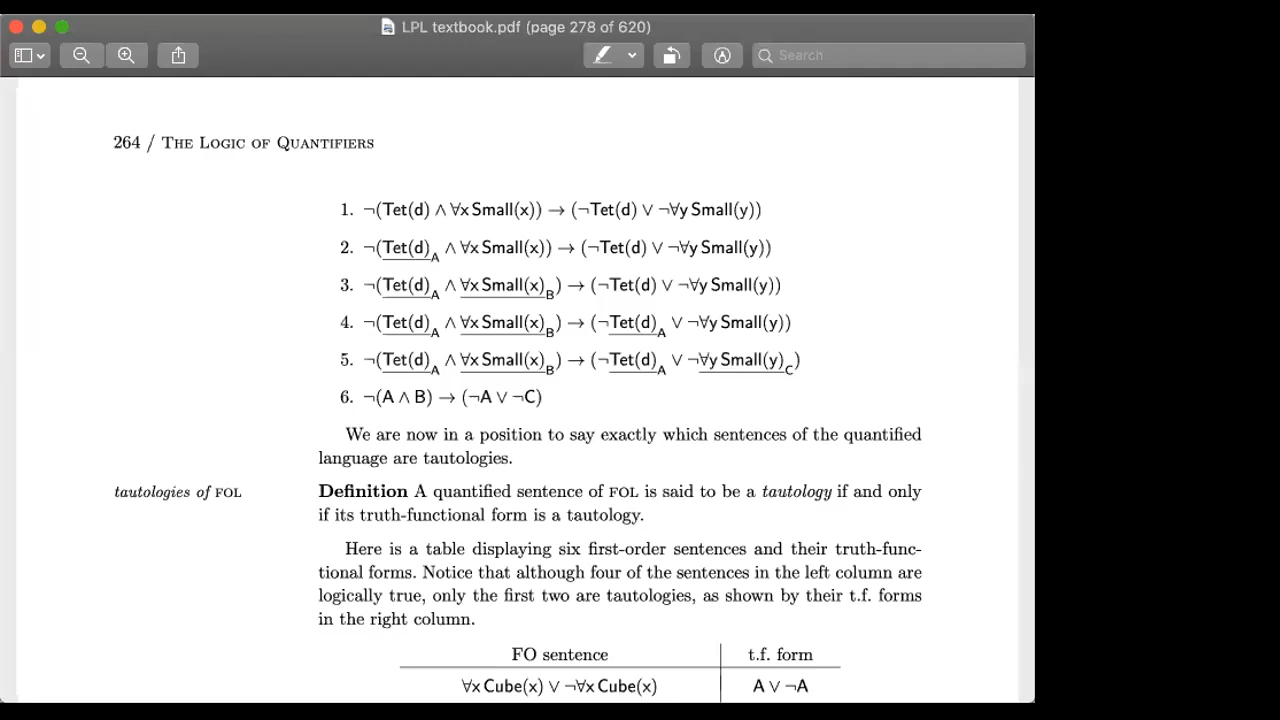 LPL textbook.pdf (page 278 of 620)
Search
264 / THE LOGIC OF QUANTIFIERS
1. ¬(Tet(d) ∧ ∀x Small(x)) → (¬Tet(d) ∨ ¬∀y Small(y))
2. ¬(Tet(d)A ∧ ∀x Small(x)) → (¬Tet(d) ∨ ¬∀y Small(y))
3. ¬(Tet(d)A ∧ ∀x Small(x)B) → (¬Tet(d) ∨ ¬∀y Small(y))
4. ¬(Tet(d)A ∧ ∀x Small(x)B) → (¬Tet(d)A ∨ ¬∀y Small(y))
5. ¬(Tet(d)A ∧ ∀x Small(x)B) → (¬Tet(d)A ∨ ¬∀y Small(y)C)
6. ¬(A ∧ B) → (¬A ∨ ¬C)
We are now in a position to say exactly which sentences of the quantified
language are tautologies.
tautologies of FOL
Definition A quantified sentence of FOL is said to be a tautology if and only
if its truth-functional form is a tautology.
Here is a table displaying six first-order sentences and their truth-func-
tional forms. Notice that although four of the sentences in the left column are
logically true, only the first two are tautologies, as shown by their t.f. forms
in the right column.
FO sentence t.f. form
∀x Cube(x) ∨ ¬∀x Cube(x) A ∨ ¬A